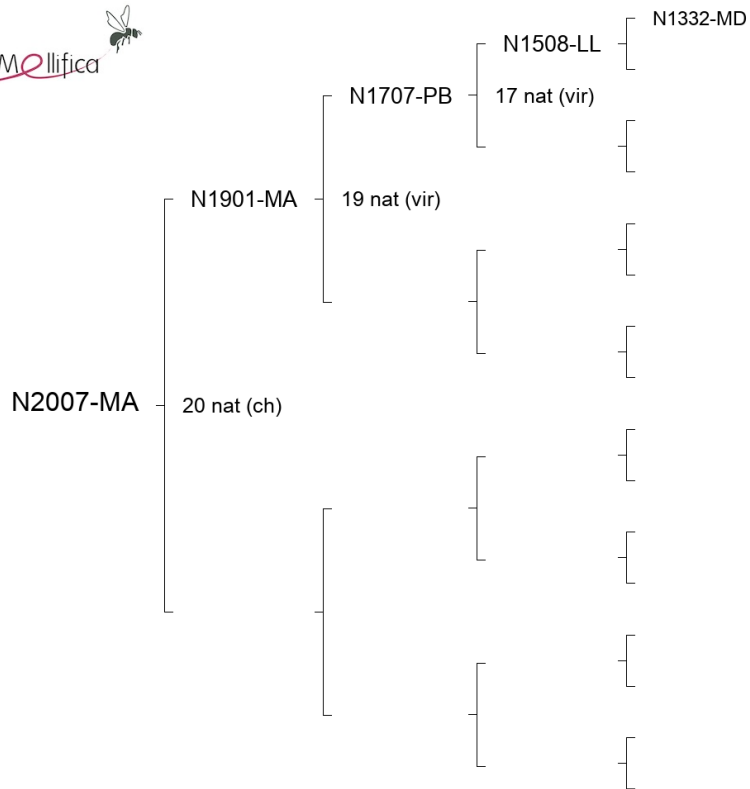 Mellifica
N1332-MD
N1508-LL
N1707-PB
17 nat (vir)
N1901-MA
19 nat (vir)
N2007-MA
20 nat (ch)